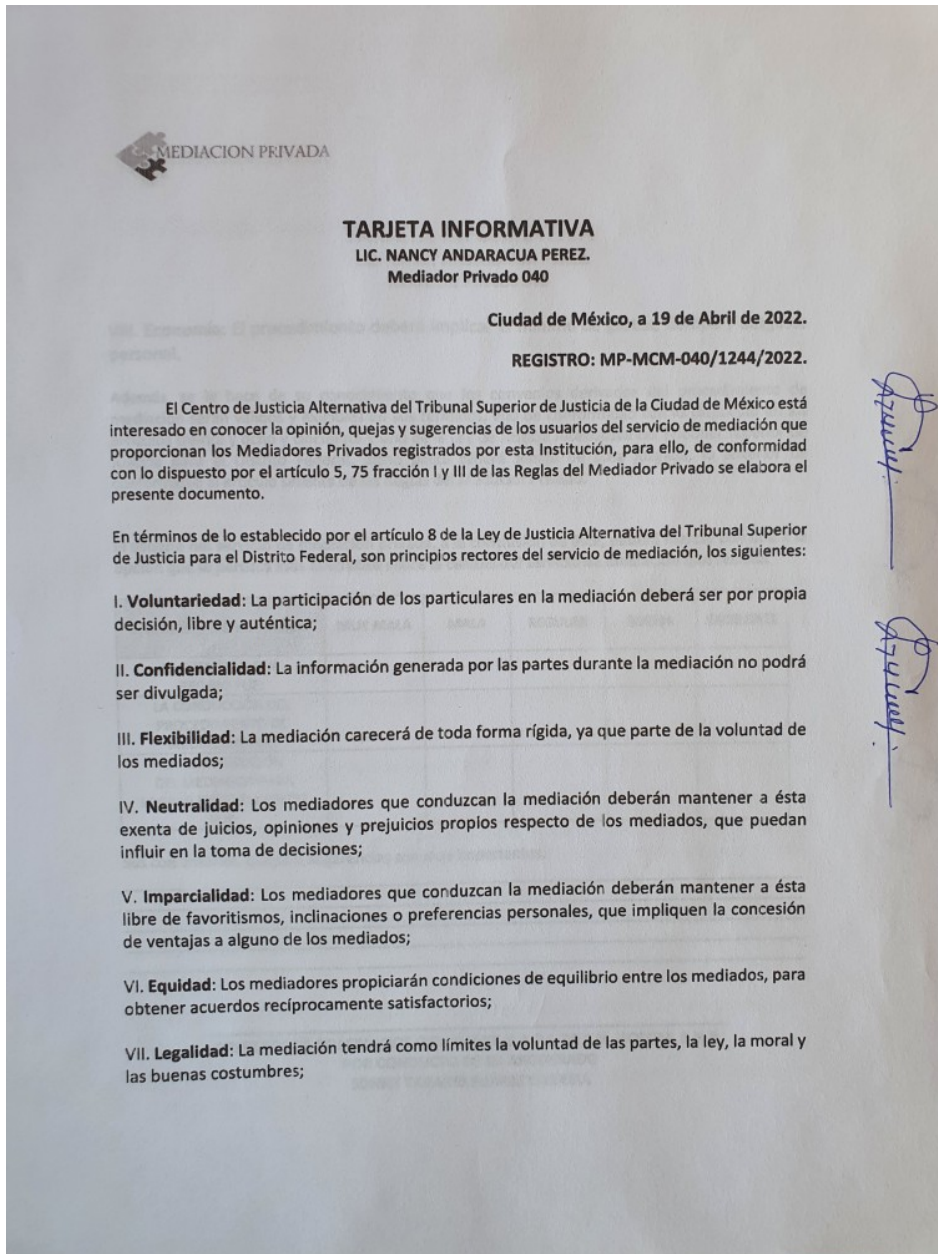 MEDIACION PRIVADA
TARJETA INFORMATIVA
LIC. NANCY ANDARACUA PEREZ.
Mediador Privado 040
Ciudad de México, a 19 de Abril de 2022.
REGISTRO: MP-MCM-040/1244/2022.
El Centro de Justicia Alternativa del Tribunal Superior de Justicia de la Ciudad de México está
interesado en conocer la opinión, quejas y sugerencias de los usuarios del servicio de mediación que
proporcionan los Mediadores Privados registrados por esta Institución, para ello, de conformidad
con lo dispuesto por el artículo 5, 75 fracción I y III de las Reglas del Mediador Privado se elabora el
presente documento.
En términos de lo establecido por el artículo 8 de la Ley de Justicia Alternativa del Tribunal Superior
de Justicia para el Distrito Federal, son principios rectores del servicio de mediación, los siguientes:
I. Voluntariedad: La participación de los particulares en la mediación deberá ser por propia
decisión, libre y auténtica;
II. Confidencialidad: La información generada por las partes durante la mediación no podrá
ser divulgada;
III. Flexibilidad: La mediación carecerá de toda forma rígida, ya que parte de la voluntad de
los mediados;
IV. Neutralidad: Los mediadores que conduzcan la mediación deberán mantener a ésta
exenta de juicios, opiniones y prejuicios propios respecto de los mediados, que puedan
influir en la toma de decisiones;
V. Imparcialidad: Los mediadores que conduzcan la mediación deberán mantener a ésta
libre de favoritismos, inclinaciones o preferencias personales, que impliquen la concesión
de ventajas a alguno de los mediados;
VI. Equidad: Los mediadores propiciarán condiciones de equilibrio entre los mediados, para
obtener acuerdos recíprocamente satisfactorios;
VII. Legalidad: La mediación tendrá como límites la voluntad de las partes, la ley, la moral y
las buenas costumbres;